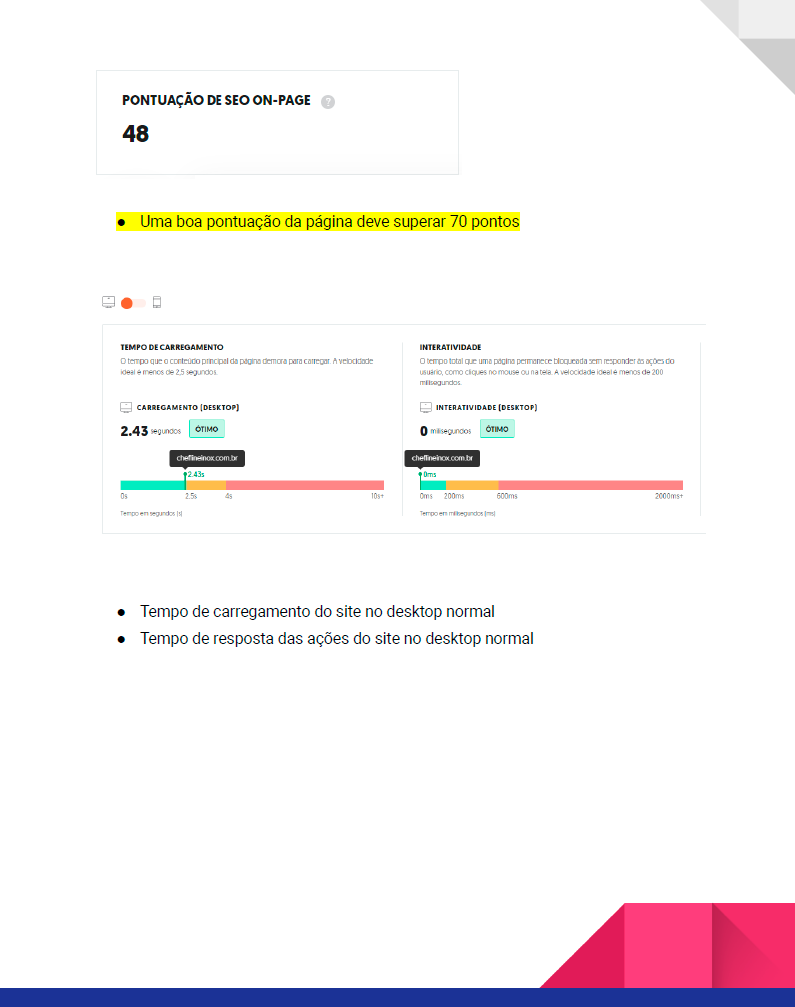 PONTUAÇÃO DE SEO ON-PAGE ?
48
● Uma boa pontuação da página deve superar 70 pontos
TEMPO DE CARREGAMENTO
O tempo que o conteúdo principal da página demora para carregar. A velocidade
ideal é menos de 2,5 segundos.
CARREGAMENTO (DESKTOP)
2.43 segundos ÓTIMO
cheflineinox.com.br
2.43s
0s 2.5s 4s 10s+
Tempo em segundos (s)
INTERATIVIDADE
O tempo total que uma página permanece bloqueada sem responder às ações do
usuário, como cliques no mouse ou na tela. A velocidade ideal é menos de 200
milisegundos.
INTERATIVIDADE (DESKTOP)
0 milisegundos ÓTIMO
cheflineinox.com.br
0ms
0ms 200ms 600ms 2000ms+
Tempo em milisegundos (ms)
● Tempo de carregamento do site no desktop normal
● Tempo de resposta das ações do site no desktop normal